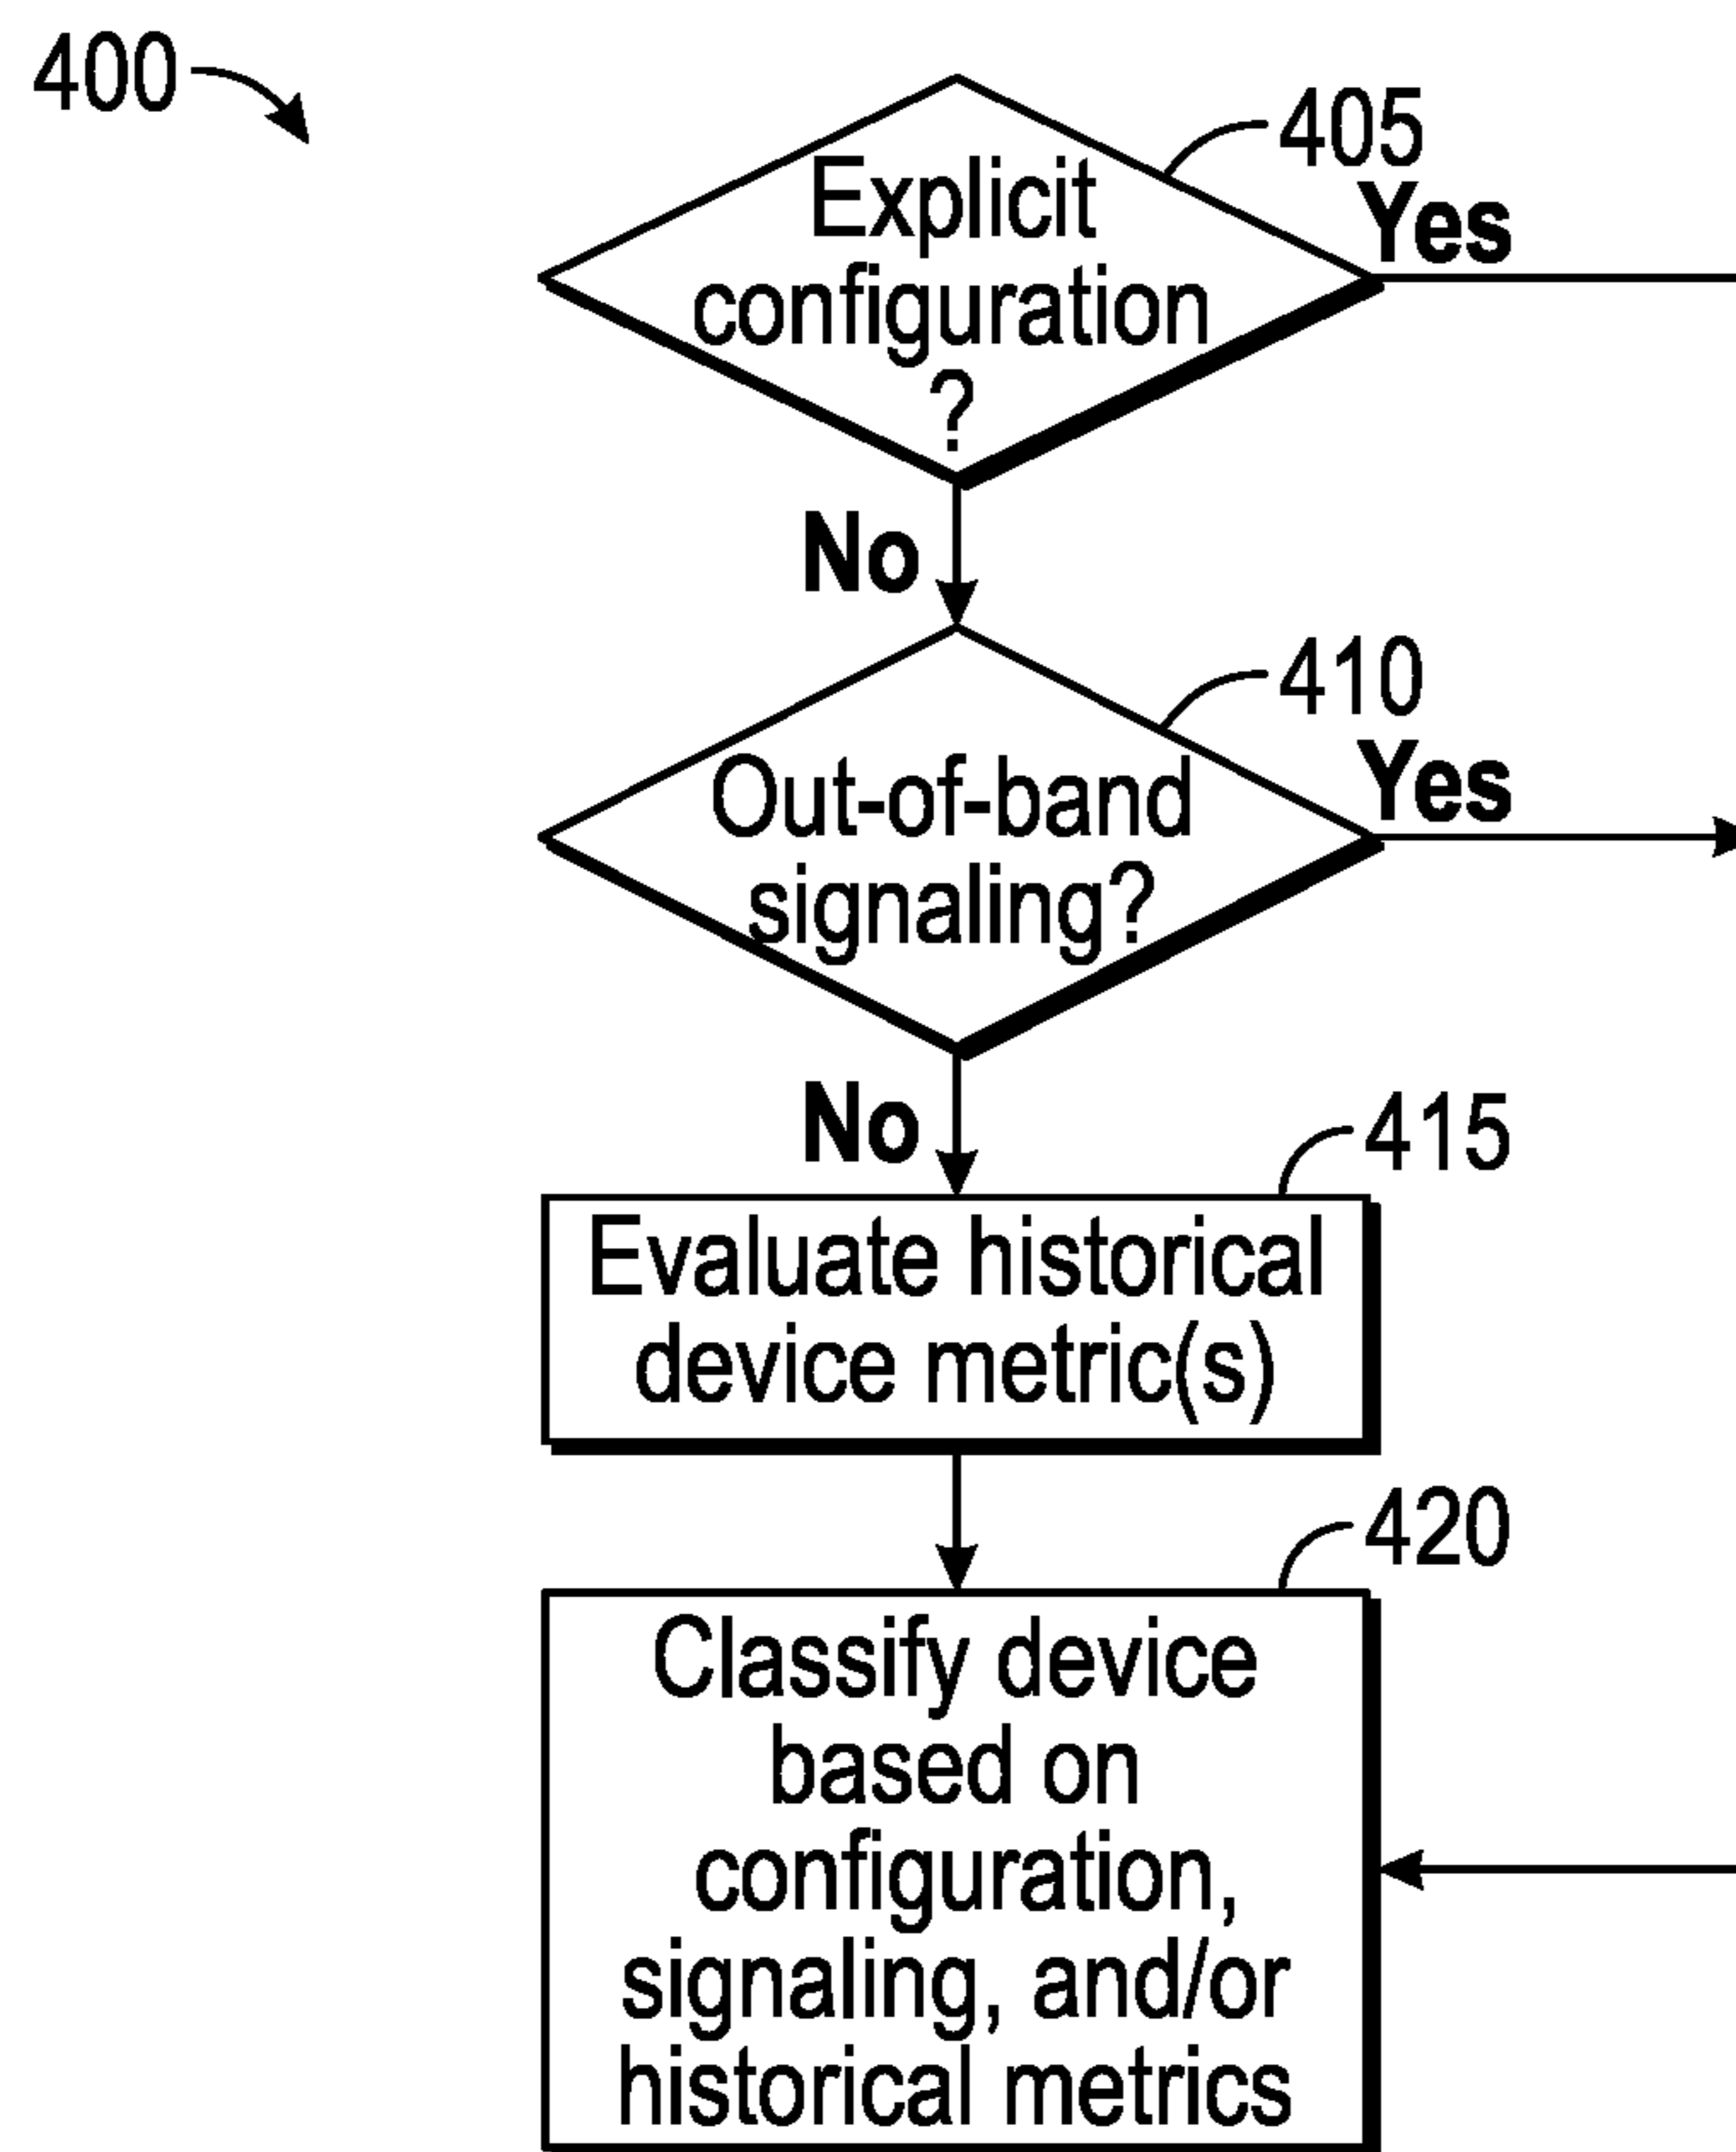 400
405
Explicit
configuration
?
Yes
No
410
Out-of-band
signaling?
Yes
No
415
Evaluate historical
device metric(s)
420
Classify device
based on
configuration,
signaling, and/or
historical metrics